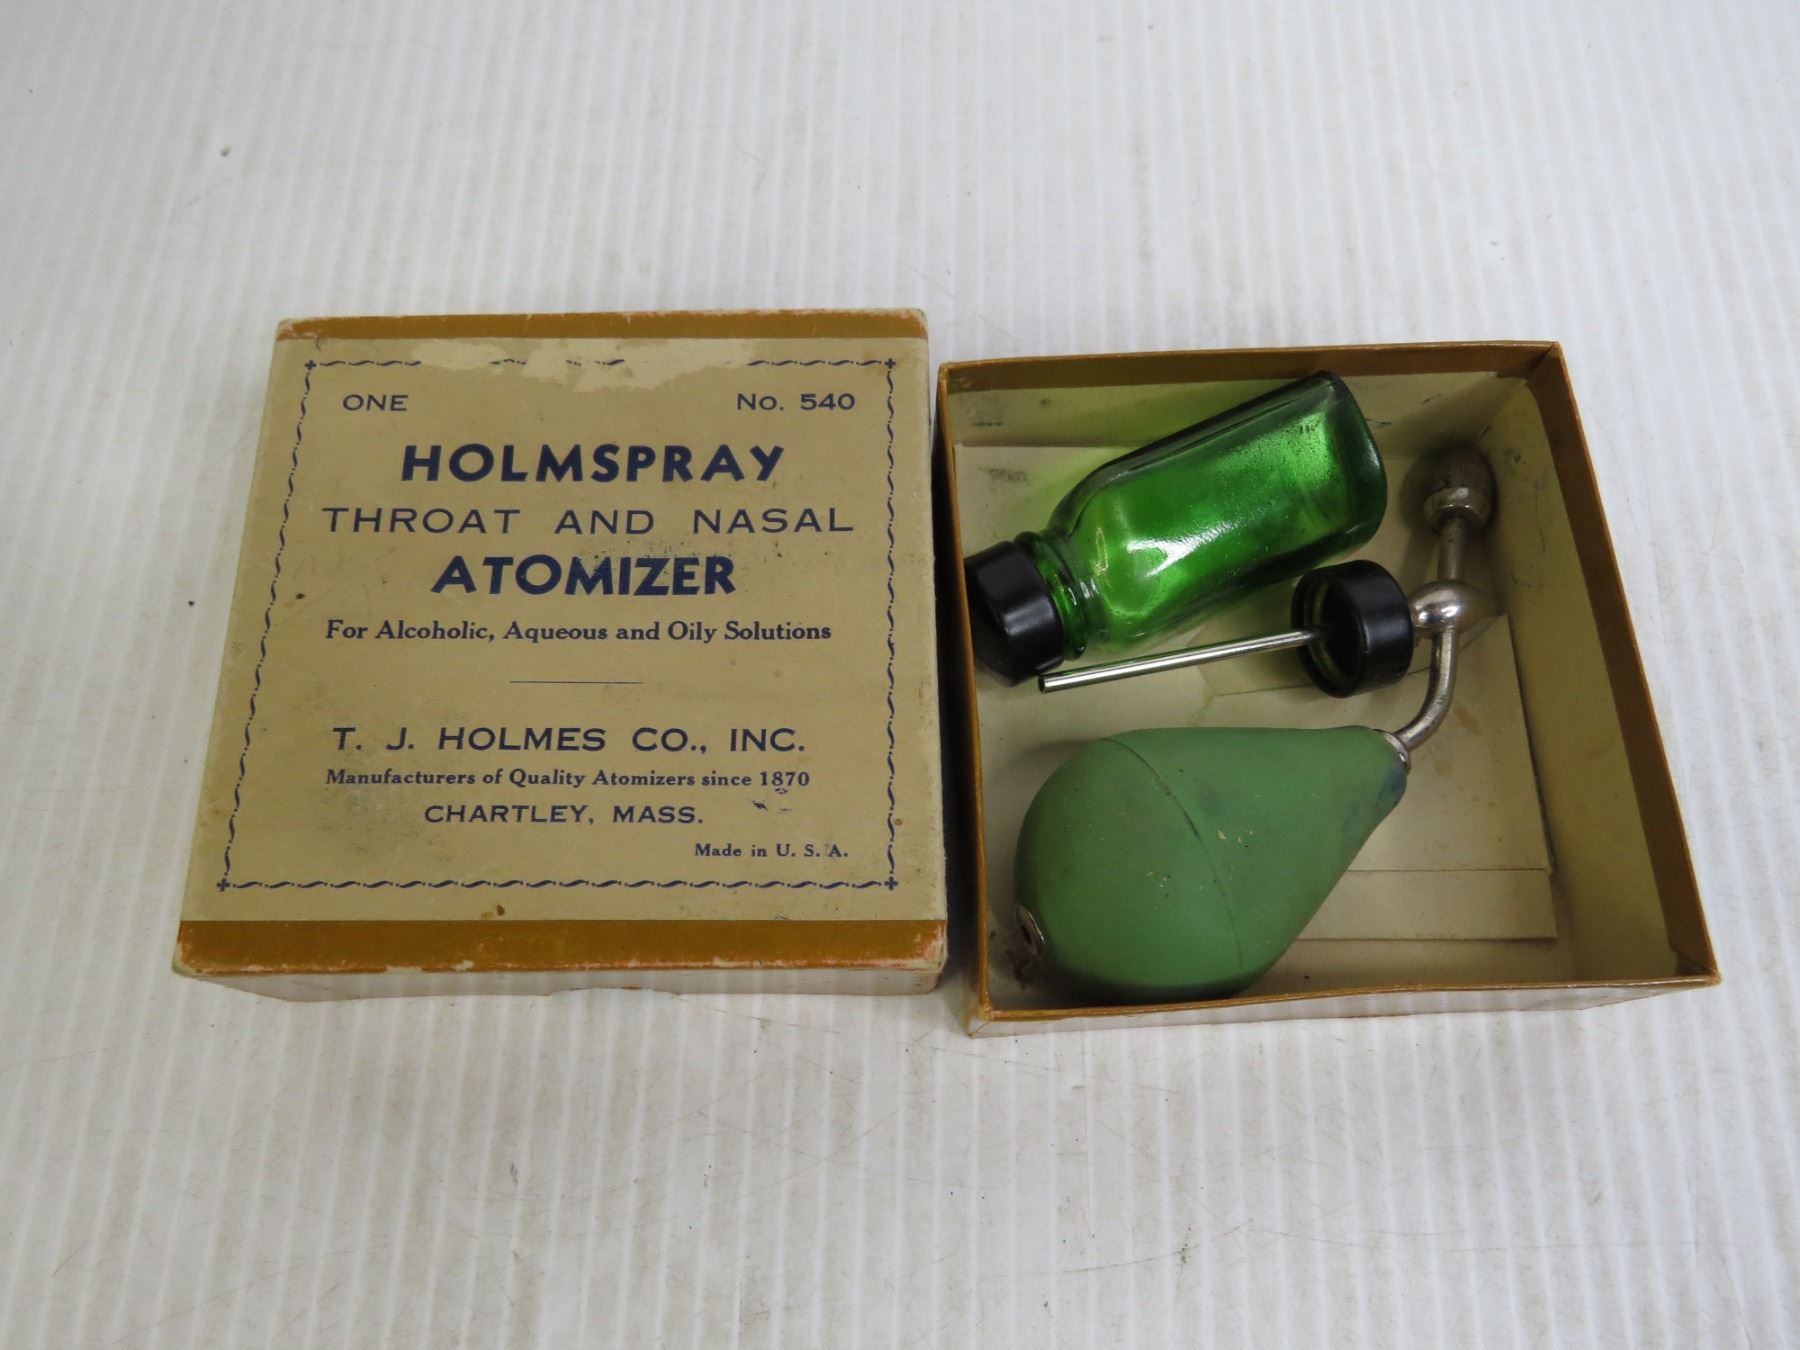 ONE No. 540
HOLMSPRAY
THROAT AND NASAL
ATOMIZER
For Alcoholic, Aqueous and Oily Solutions
T. J. HOLMES CO., INC.
Manufacturers of Quality Atomizers since 1870
CHARTLEY, MASS.
Made in U. S. A.